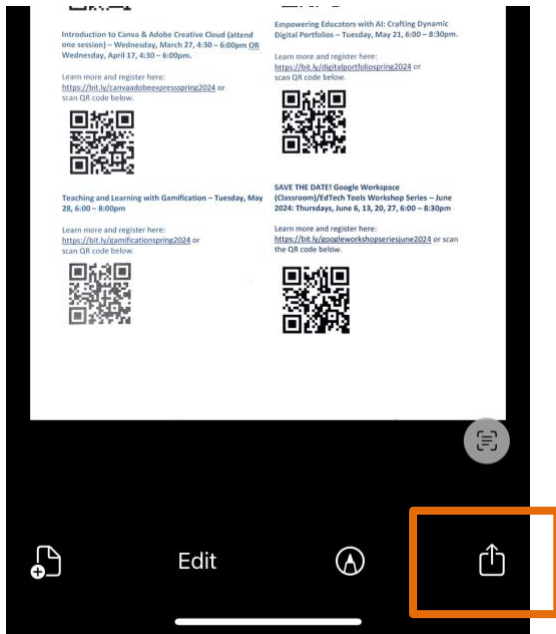 Introduction to Canva & Adobe Creative Cloud (attend
one session) – Wednesday, March 27, 4:30 – 6:00pm OR
Wednesday, April 17, 4:30 – 6:00pm.
Learn more and register here:
https://bit.ly/canvaadobeexpressspring2024 or
scan QR code below.
Teaching and Learning with Gamification – Tuesday, May
28, 6:00 – 8:00pm
Learn more and register here:
https://bit.ly/gamificationspring2024 or
scan QR code below.
Empowering Educators with AI: Crafting Dynamic
Digital Portfolios – Tuesday, May 21, 6:00 – 8:30pm.
Learn more and register here:
https://bit.ly/digitalportfoliospring2024 or
scan QR code below.
SAVE THE DATE! Google Workspace
(Classroom)/EdTech Tools Workshop Series – June
2024: Thursdays, June 6, 13, 20, 27, 6:00 – 8:30pm
Learn more and register here:
https://bit.ly/googleworkshopseriesjune2024 or scan
the QR code below.
Edit